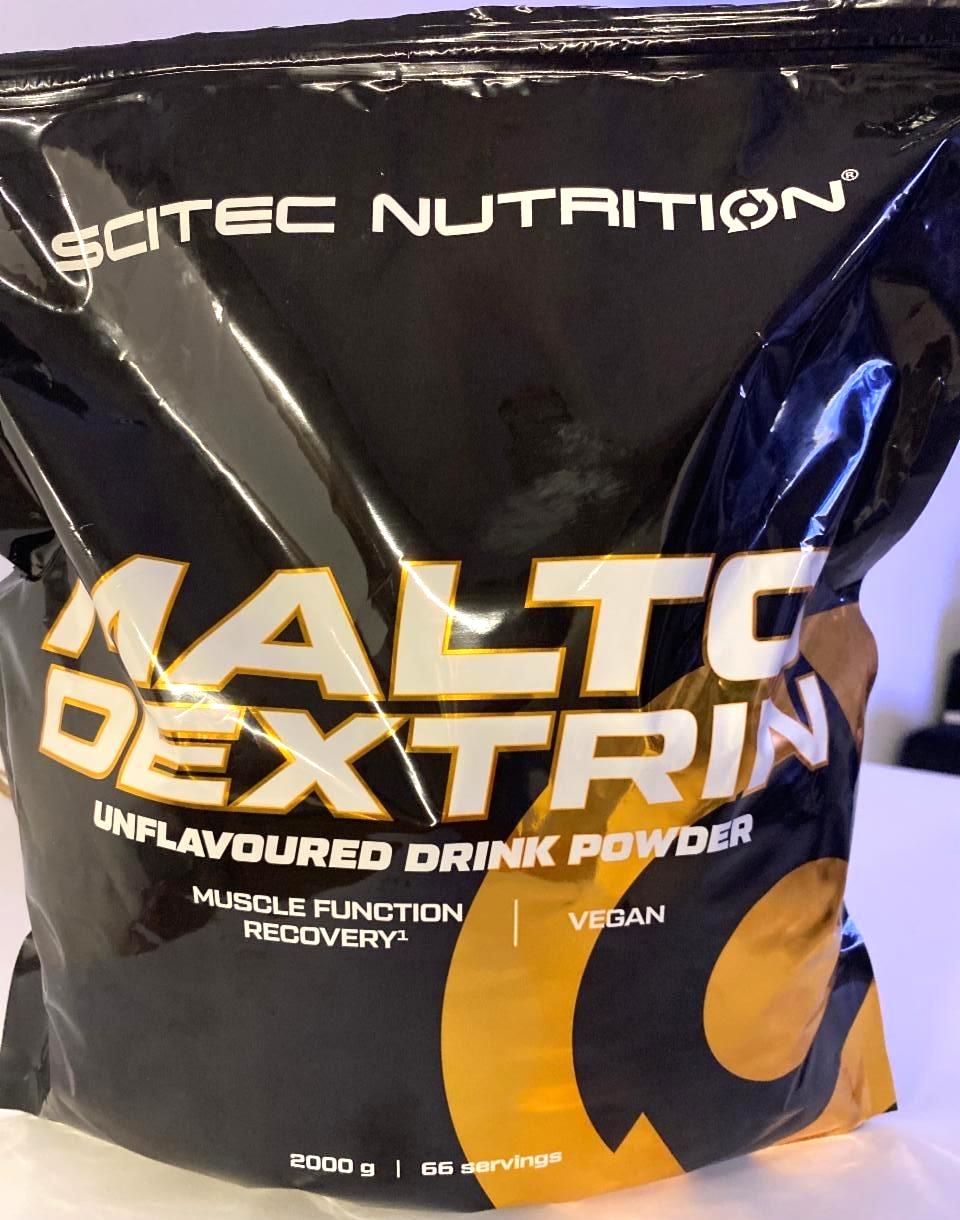 SCITEC NUTRITION®
MALTO
DEXTRIN
UNFLAVOURED DRINK POWDER
MUSCLE FUNCTION
RECOVERY¹ | VEGAN
2000 g | 66 servings